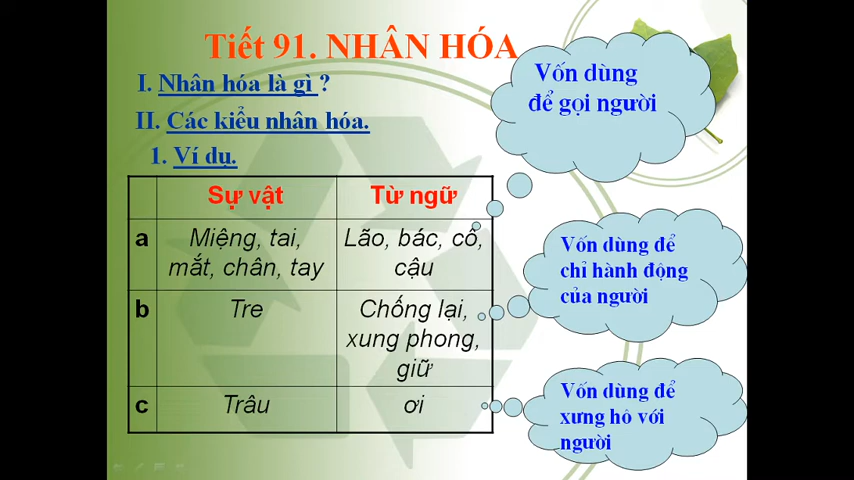 Tiết 91. NHÂN HÓA
I. Nhân hóa là gì ?
II. Các kiểu nhân hóa.
1. Ví dụ.
Sự vật Từ ngữ
a Miệng, tai, Lão, bác, cô,
mắt, chân, tay cậu
b Tre Chống lại,
xung phong,
giữ
c Trâu ơi
Vốn dùng
để gọi người
Vốn dùng để
chỉ hành động
của người
Vốn dùng để
xưng hô với
người